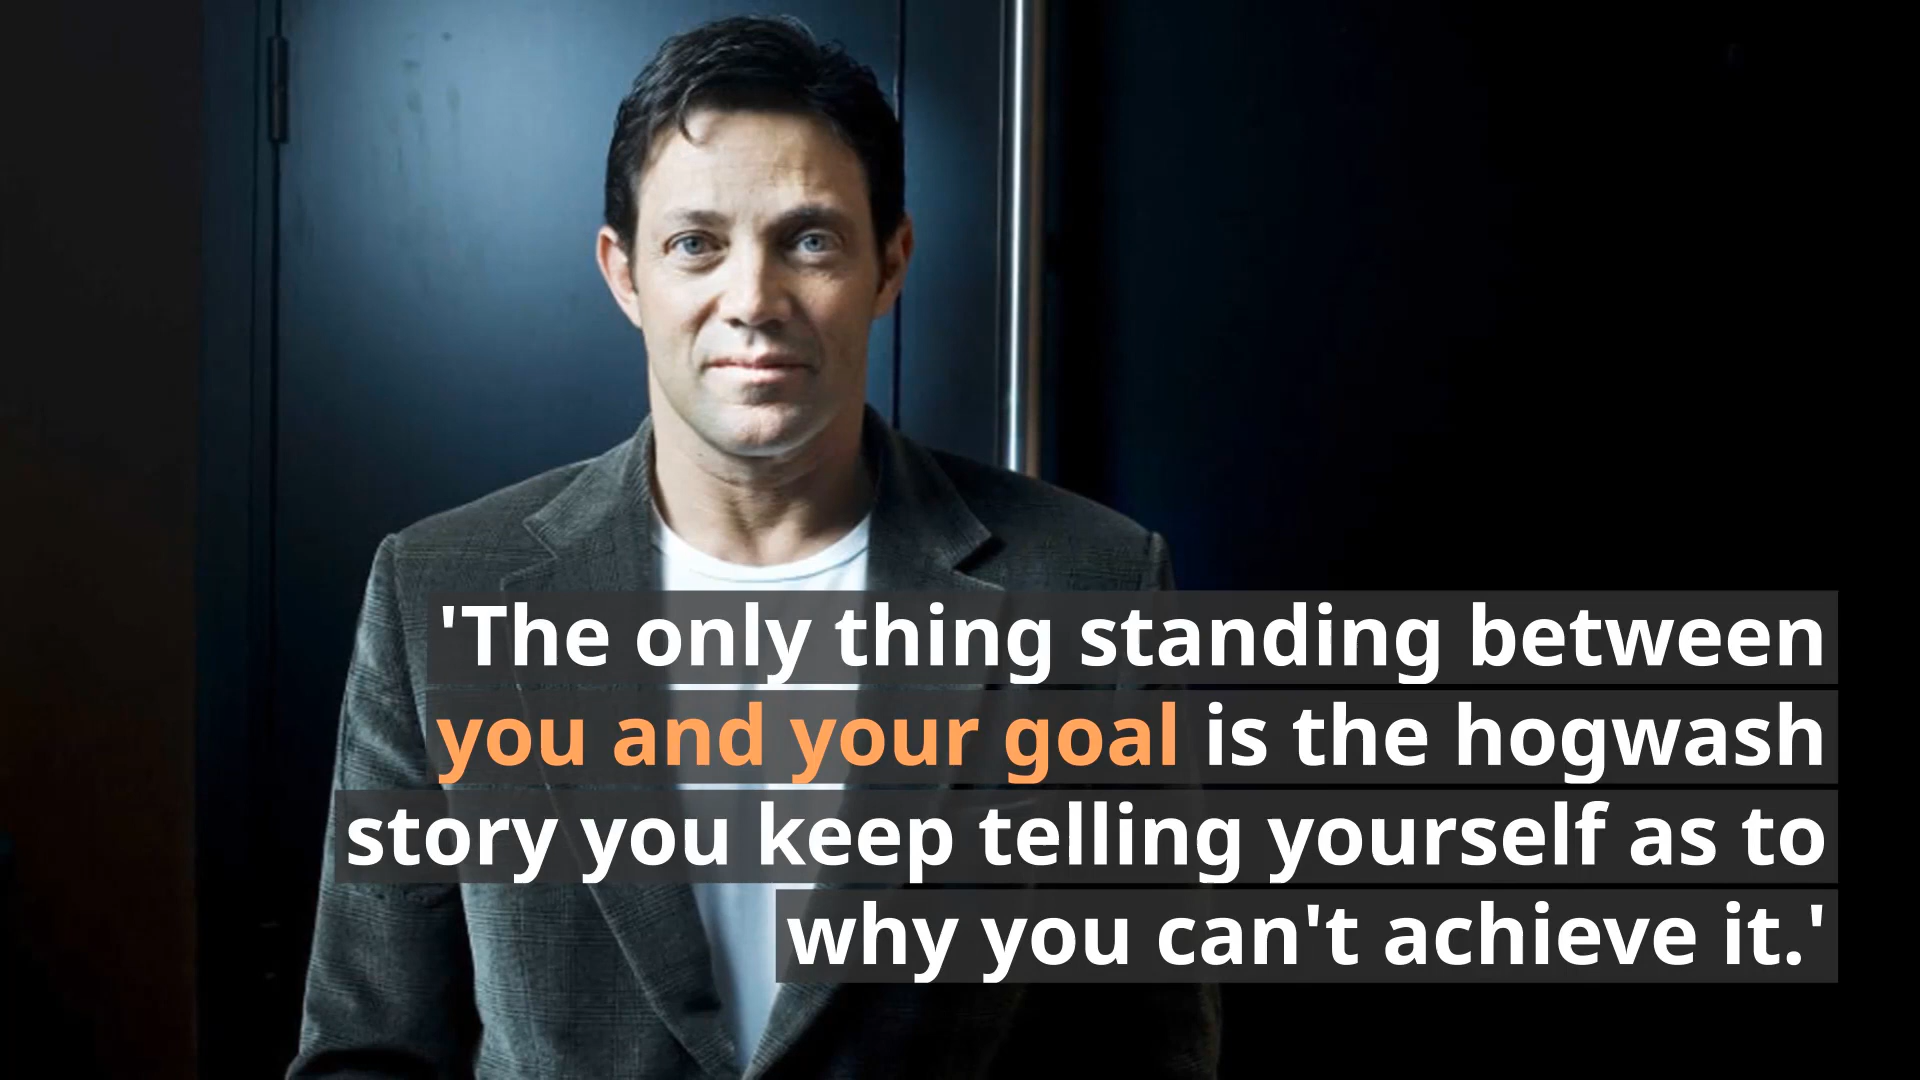 'The only thing standing between
you and your goal is the hogwash
story you keep telling yourself as to
why you can't achieve it.'